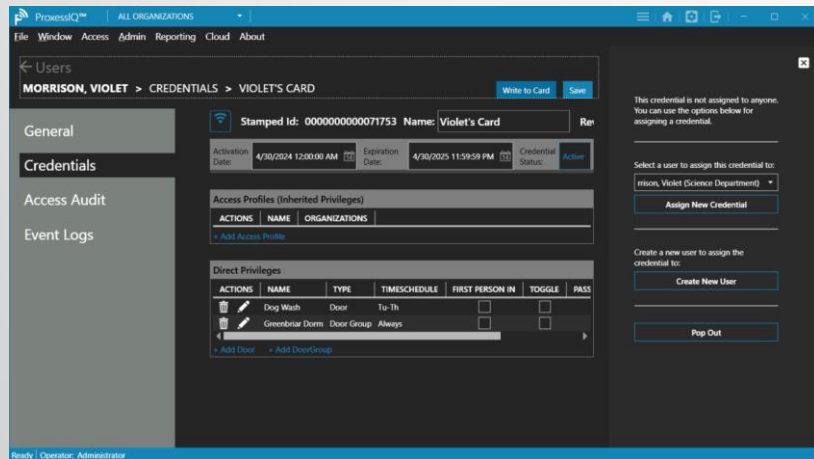 ProxessIQ™ ALL ORGANIZATIONS
File Window Access Admin Reporting Cloud About
Users
MORRISON, VIOLET > CREDENTIALS > VIOLET'S CARD
Write to Card Save
General
Credentials
Access Audit
Event Logs
Stamped Id: 0000000000071753 Name: Violet's Card Rev
Activation Date: 4/30/2024 12:00:00 AM Expiration Date: 4/30/2025 11:59:59 PM Credential Status: Active
Access Profiles (Inherited Privileges)
ACTIONS NAME ORGANIZATIONS
+ Add Access Profile
Direct Privileges
ACTIONS NAME TYPE TIMESCHEDULE FIRST PERSON IN TOGGLE PASS
Dog Wash Door Tu-Th
Greenbriar Dorm Door Group Always
+ Add Door + Add DoorGroup
This credential is not assigned to anyone.
You can use the options below for
assigning a credential.
Select a user to assign this credential to:
rrison, Violet (Science Department)
Assign New Credential
Create a new user to assign the
credential to:
Create New User
Pop Out
Ready Operator: Administrator